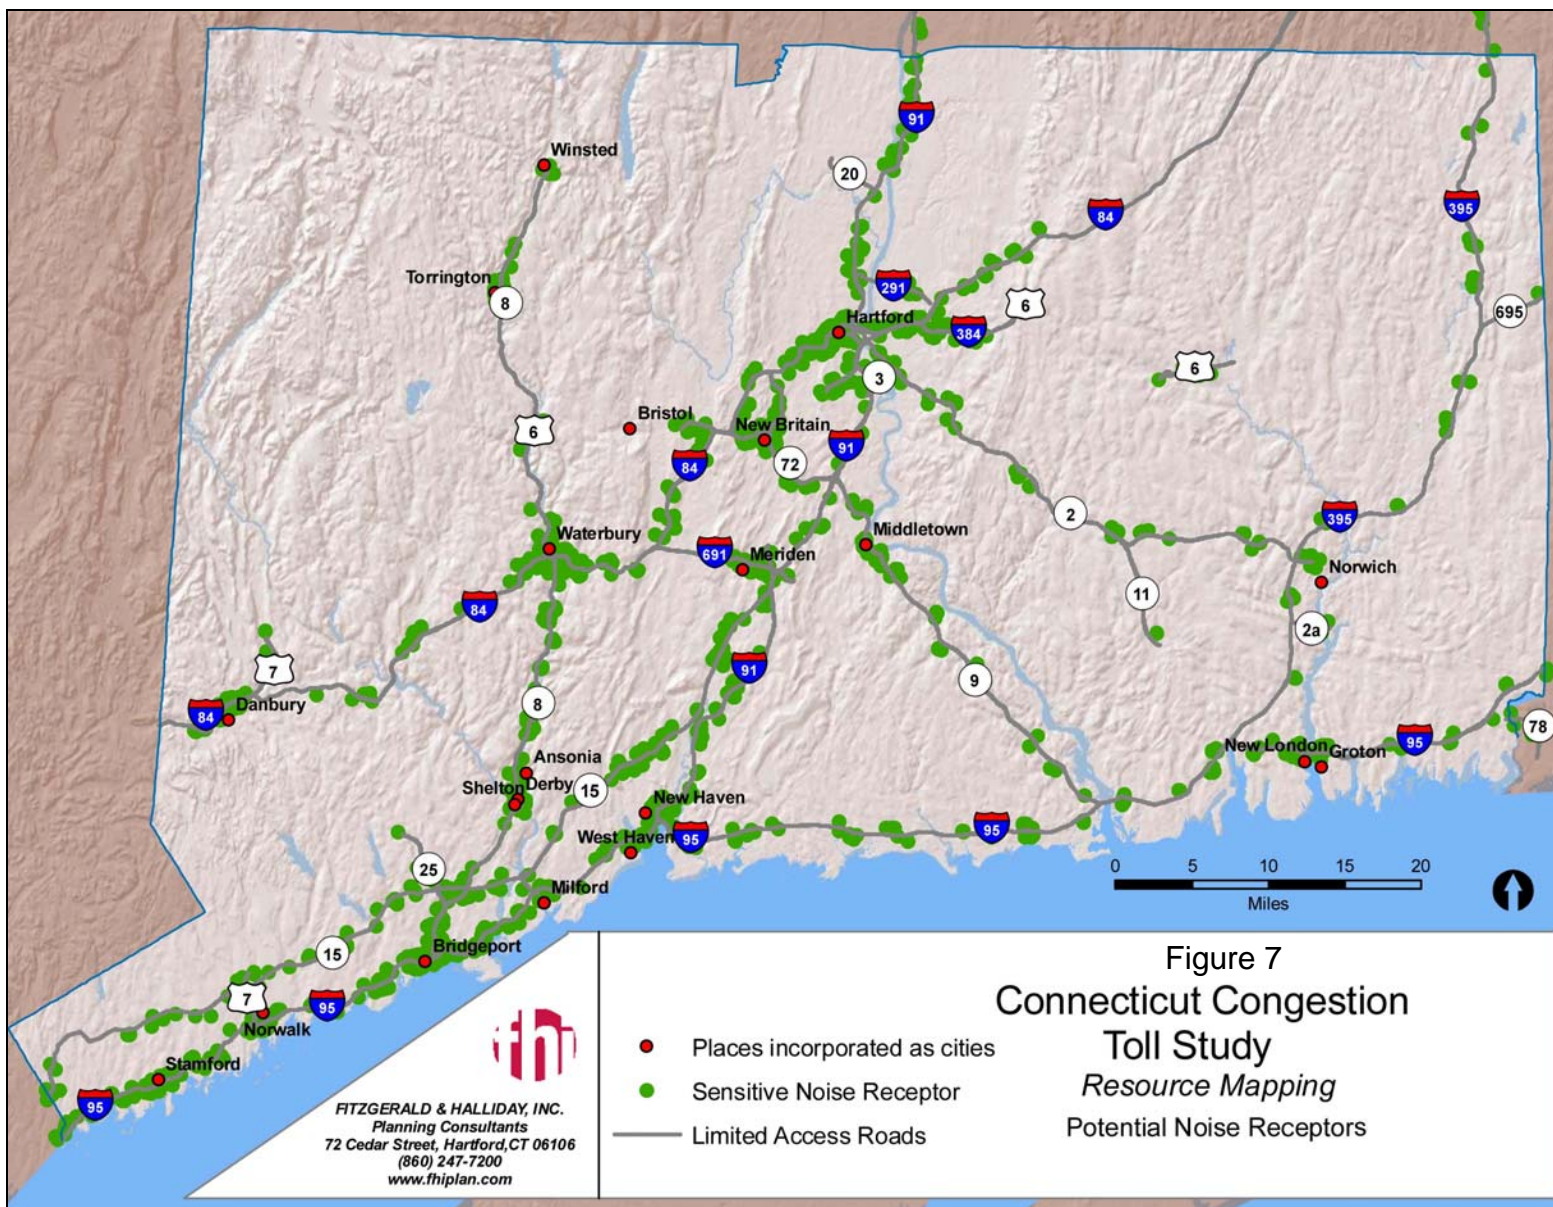 91
Winsted
20
395
84
Torrington
8
291
6
695
Hartford
384
6
3
Bristol
6
New Britain
91
84
72
2
395
Waterbury
Middletown
691
Meriden
Norwich
84
11
2a
7
91
9
Danbury
84
8
78
95
New London
Groton
Ansonia
Derby
Shelton
15
New Haven
95
95
West Haven
25
Milford
0 5 10 15 20
Miles
Bridgeport
15
7
95
Norwalk
Stamford
95
fhi
FITZGERALD & HALLIDAY, INC.
Planning Consultants
72 Cedar Street, Hartford,CT 06106
(860) 247-7200
www.fhiplan.com
Places incorporated as cities
Sensitive Noise Receptor
Limited Access Roads
Figure 7
Connecticut Congestion
Toll Study
Resource Mapping
Potential Noise Receptors